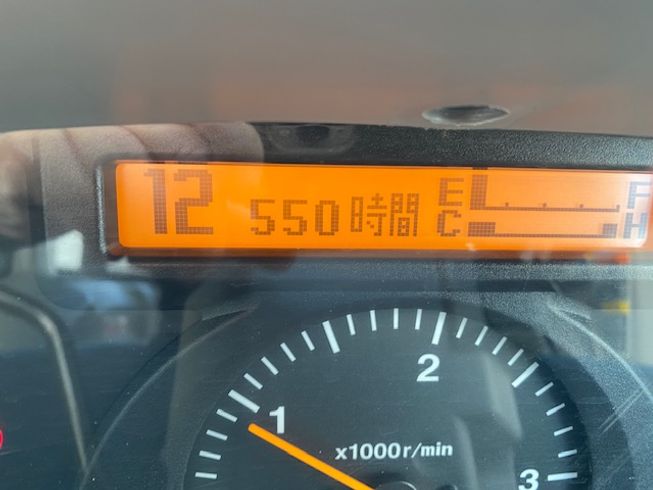 12 550時間 E F
C H
1 2 3
x1000r/min